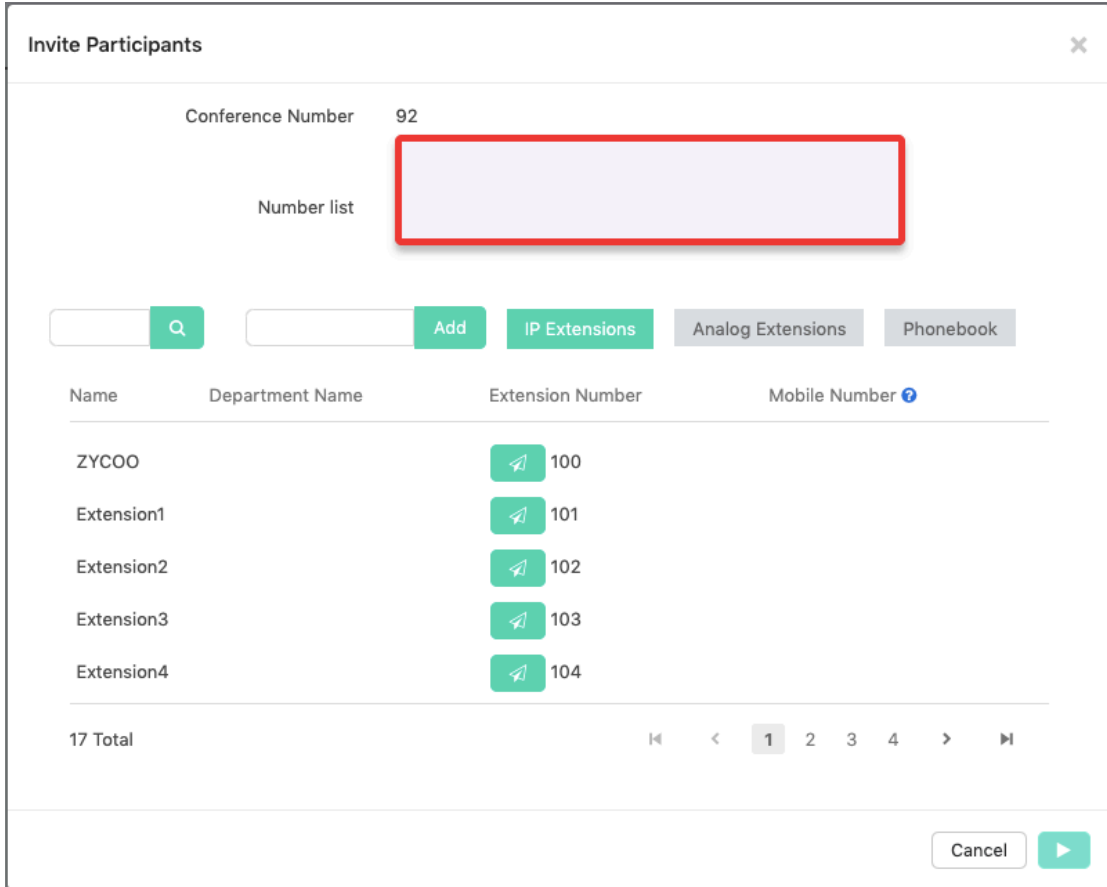 Invite Participants
Conference Number 92
Number list
Add IP Extensions Analog Extensions Phonebook
Name Department Name Extension Number Mobile Number ?
ZYCOO 100
Extension1 101
Extension2 102
Extension3 103
Extension4 104
17 Total 1 2 3 4
Cancel